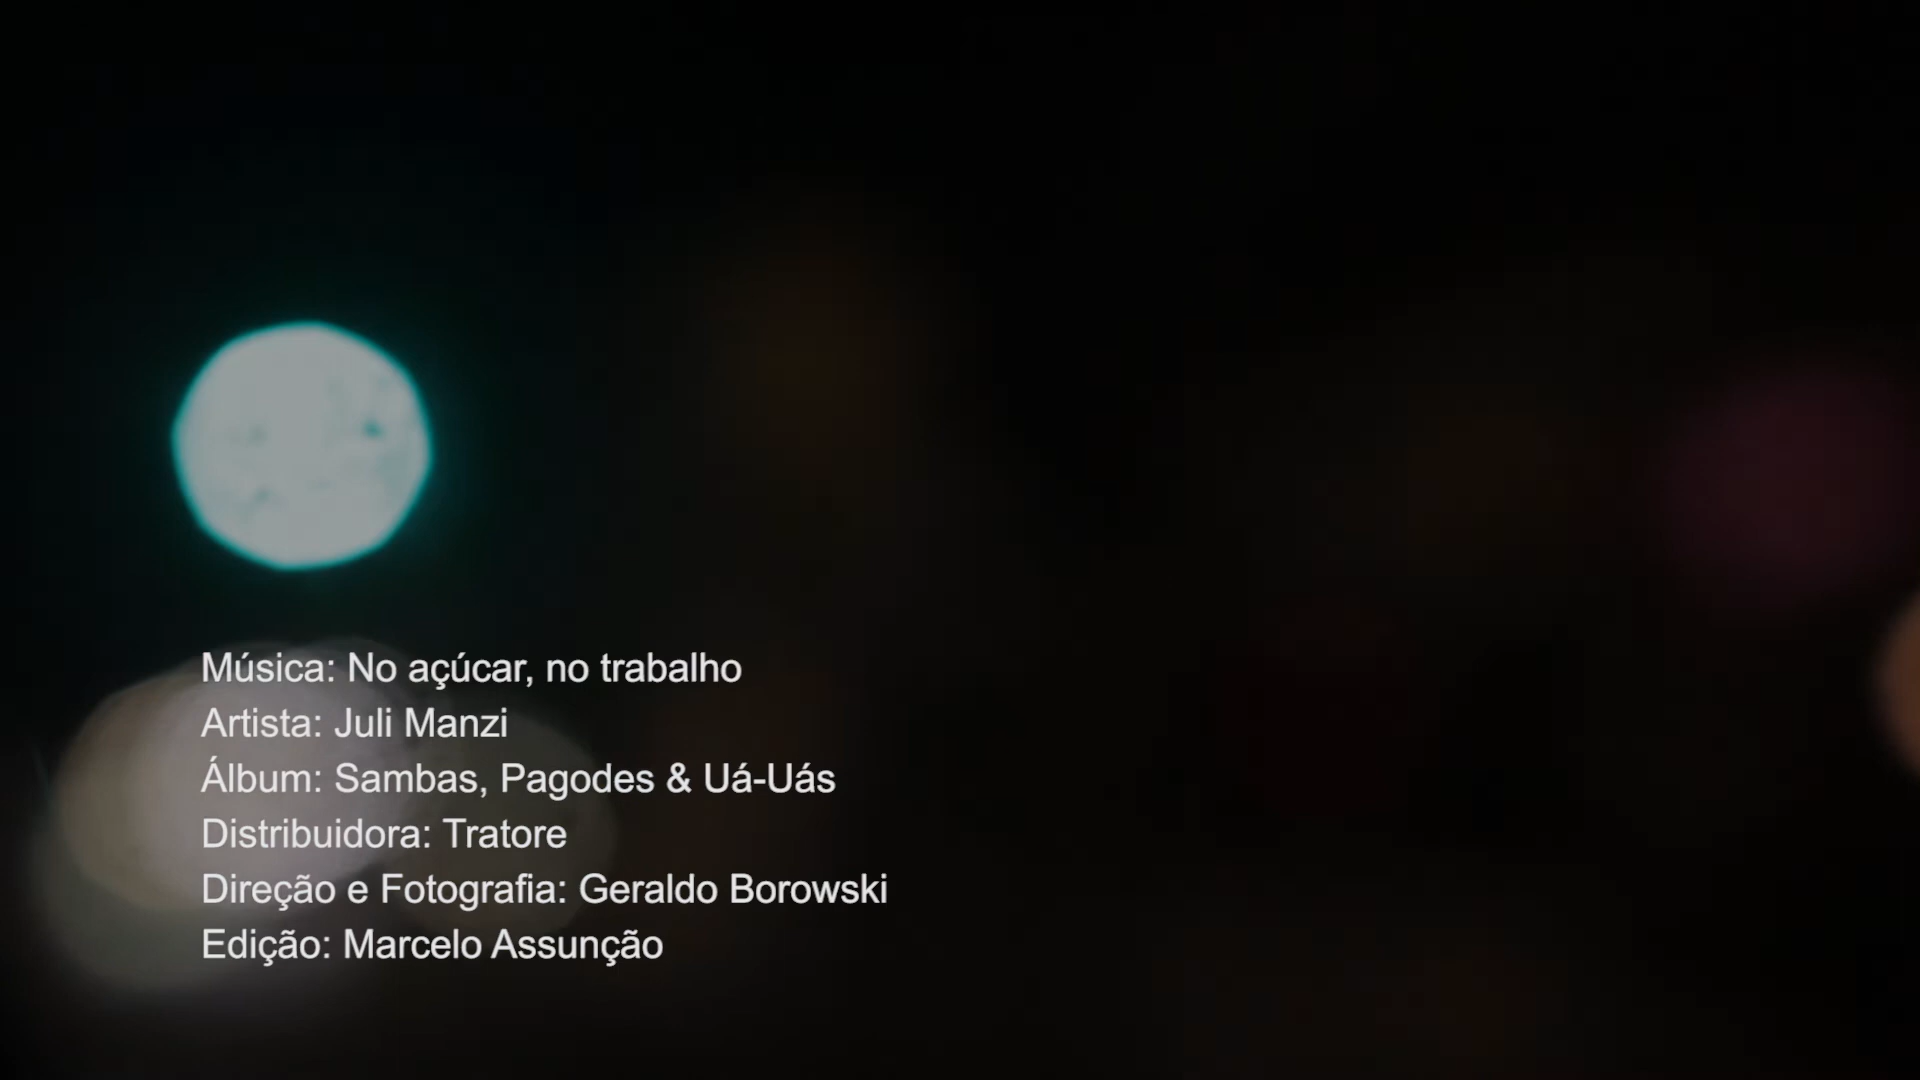 Música: No açúcar, no trabalho
Artista: Juli Manzi
Álbum: Sambas, Pagodes & Uá-Uás
Distribuidora: Tratore
Direção e Fotografia: Geraldo Borowski
Edição: Marcelo Assunção